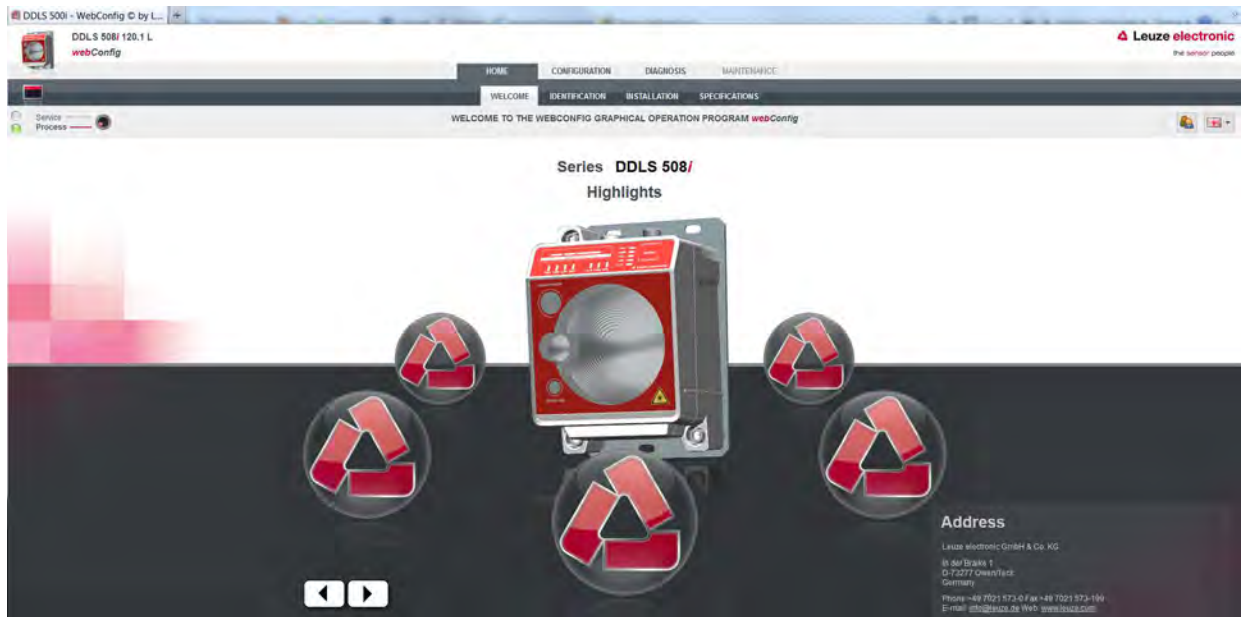 DDLS 500i - WebConfig © by L...
DDLS 508i 120.1 L
webConfig
Leuze electronic
the sensor people
HOME CONFIGURATION DIAGNOSIS MAINTENANCE
WELCOME IDENTIFICATION INSTALLATION SPECIFICATIONS
Service
Process
WELCOME TO THE WEBCONFIG GRAPHICAL OPERATION PROGRAM webConfig
Series DDLS 508i
Highlights
Address
Leuze electronic GmbH & Co. KG
In der Braike 1
D-73277 Owen/Teck
Germany
Phone +49 7021 573-0 Fax +49 7021 573-199
E-mail: info@leuze.de Web: www.leuze.com